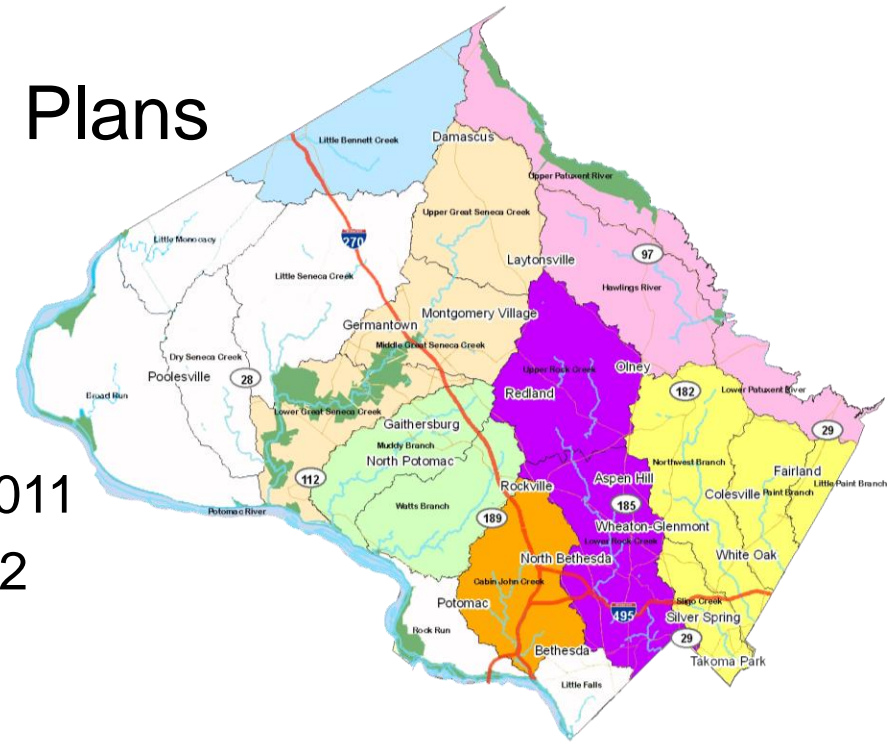 Plans
Damascus
Little Bennett Creek
Upper Patuxent River
Upper Great Seneca Creek
Little Monocacy
270
97
Laytonsville
Little Seneca Creek
Hawlings River
Montgomery Village
Germantown
Middle Great Seneca Creek
Dry Seneca Creek
Poolesville
28
Upper Rock Creek
Olney
Broad Run
Redland
182
Lower Patuxent River
Lower Great Seneca Creek
Gaithersburg
29
Muddy Branch
North Potomac
Northwest Branch
Fairland
112
Aspen Hill
Little Paint Branch
Rockville
Colesville
Paint Branch
011
Watts Branch
185
Potomac River
189
Wheaton-Glenmont
Lower Rock Creek
2
North Bethesda
White Oak
Cabin John Creek
Potomac
Sligo Creek
495
Silver Spring
Rock Run
29
Bethesda
Takoma Park
Little Falls